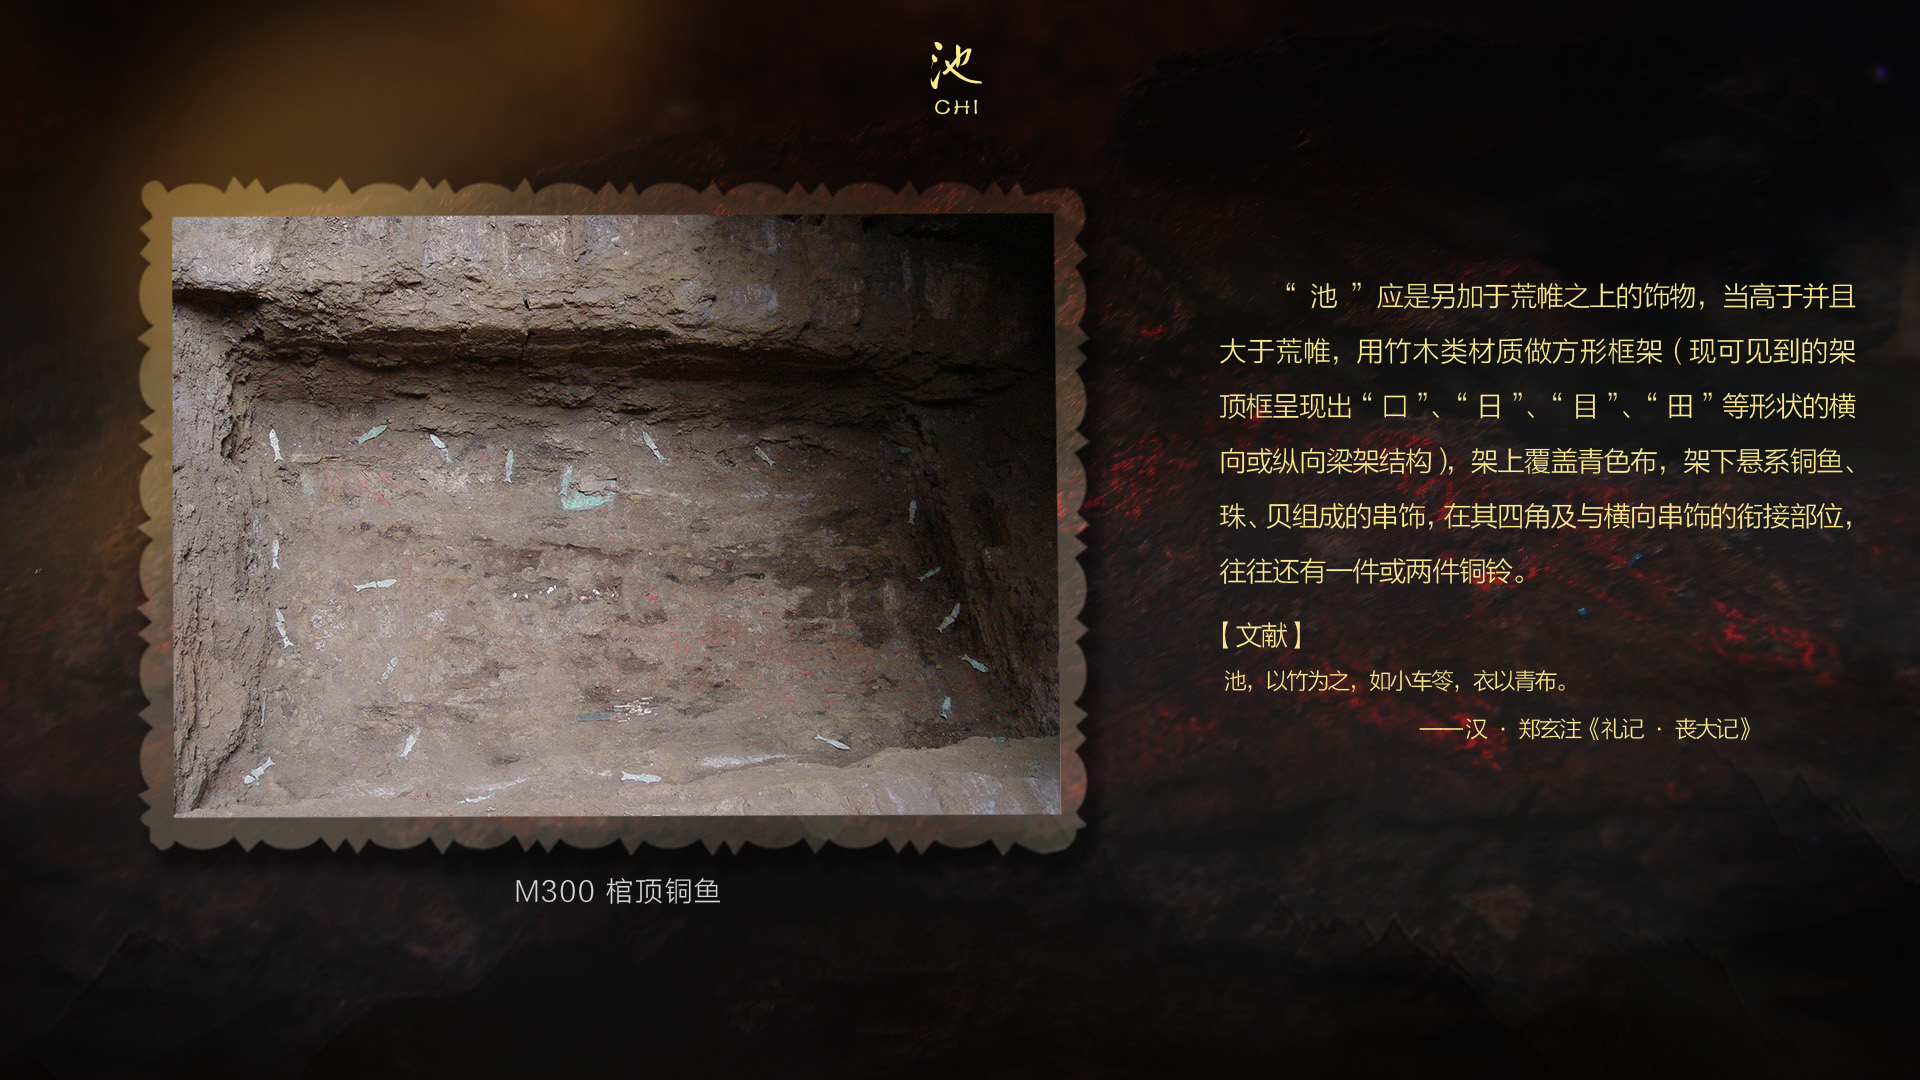 池
CHI
“池”应是另加于荒帷之上的饰物，当高于并且
大于荒帷，用竹木类材质做方形框架（现可见到的架
顶框呈现出“口”、“日”、“目”、“田”等形状的横
向或纵向梁架结构），架上覆盖青色布，架下悬系铜鱼、
珠、贝组成的串饰，在其四角及与横向串饰的衔接部位，
往往还有一件或两件铜铃。
【文献】
池，以竹为之，如小车笭，衣以青布。
——汉·郑玄注《礼记·丧大记》
M300 棺顶铜鱼